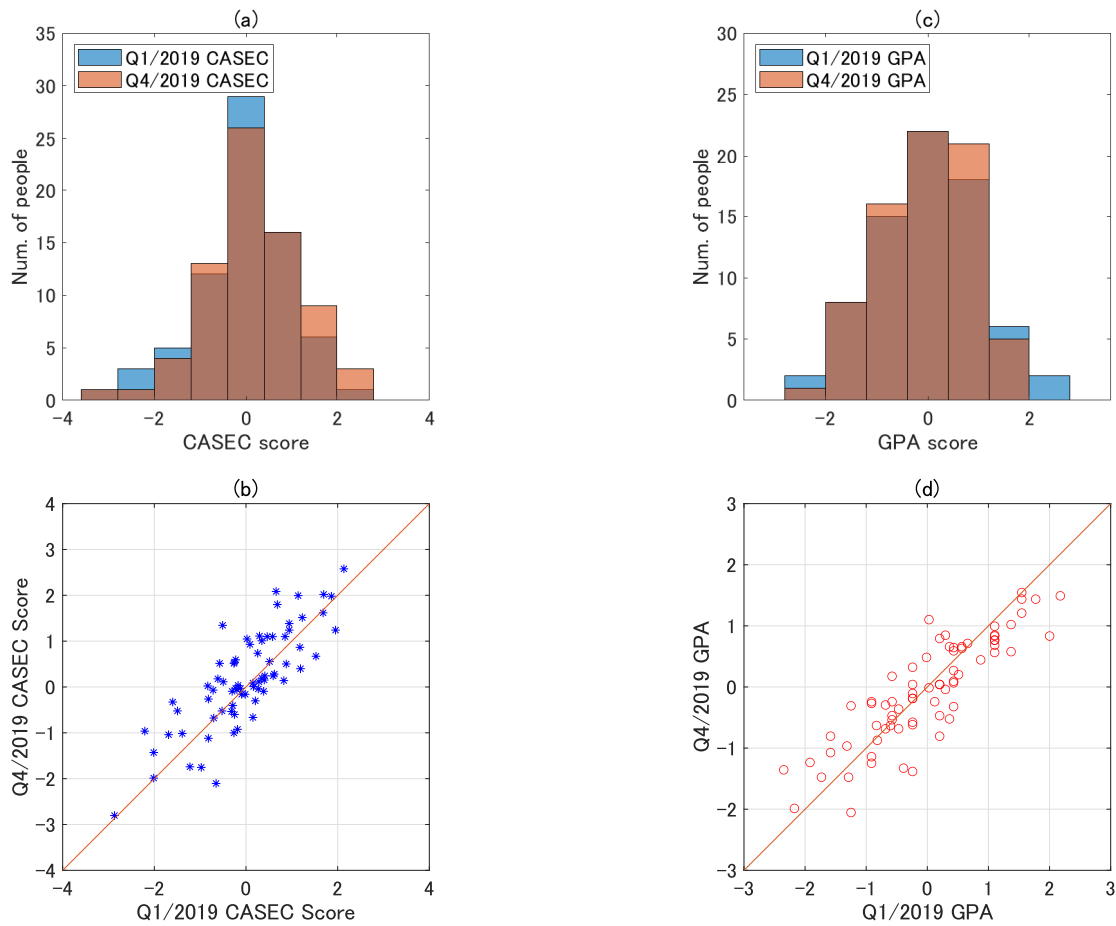 (a)
35
30
25
20
15
10
5
0
Num. of people
Q1/2019 CASEC
Q4/2019 CASEC
-4 -2 0 2 4
CASEC score
(c)
30
25
20
15
10
5
0
Num. of people
Q1/2019 GPA
Q4/2019 GPA
-2 0 2
GPA score
(b)
4
3
2
1
0
-1
-2
-3
-4
Q4/2019 CASEC Score
-4 -2 0 2 4
Q1/2019 CASEC Score
(d)
3
2
1
0
-1
-2
-3
Q4/2019 GPA
-3 -2 -1 0 1 2 3
Q1/2019 GPA